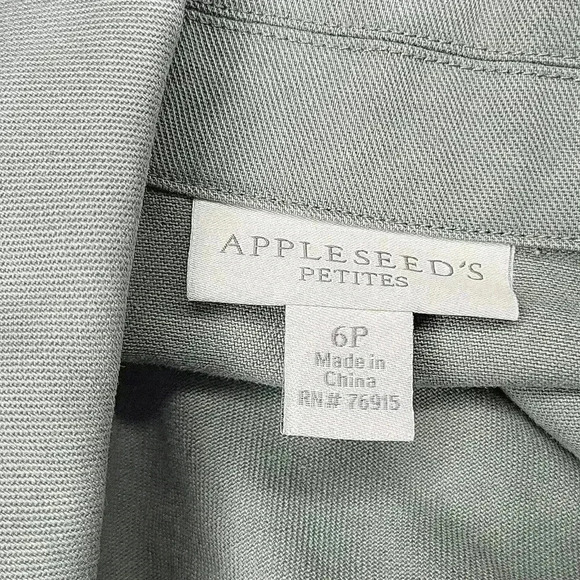 APPLESEED'S
PETITES
6P
Made in
China
RN# 76915